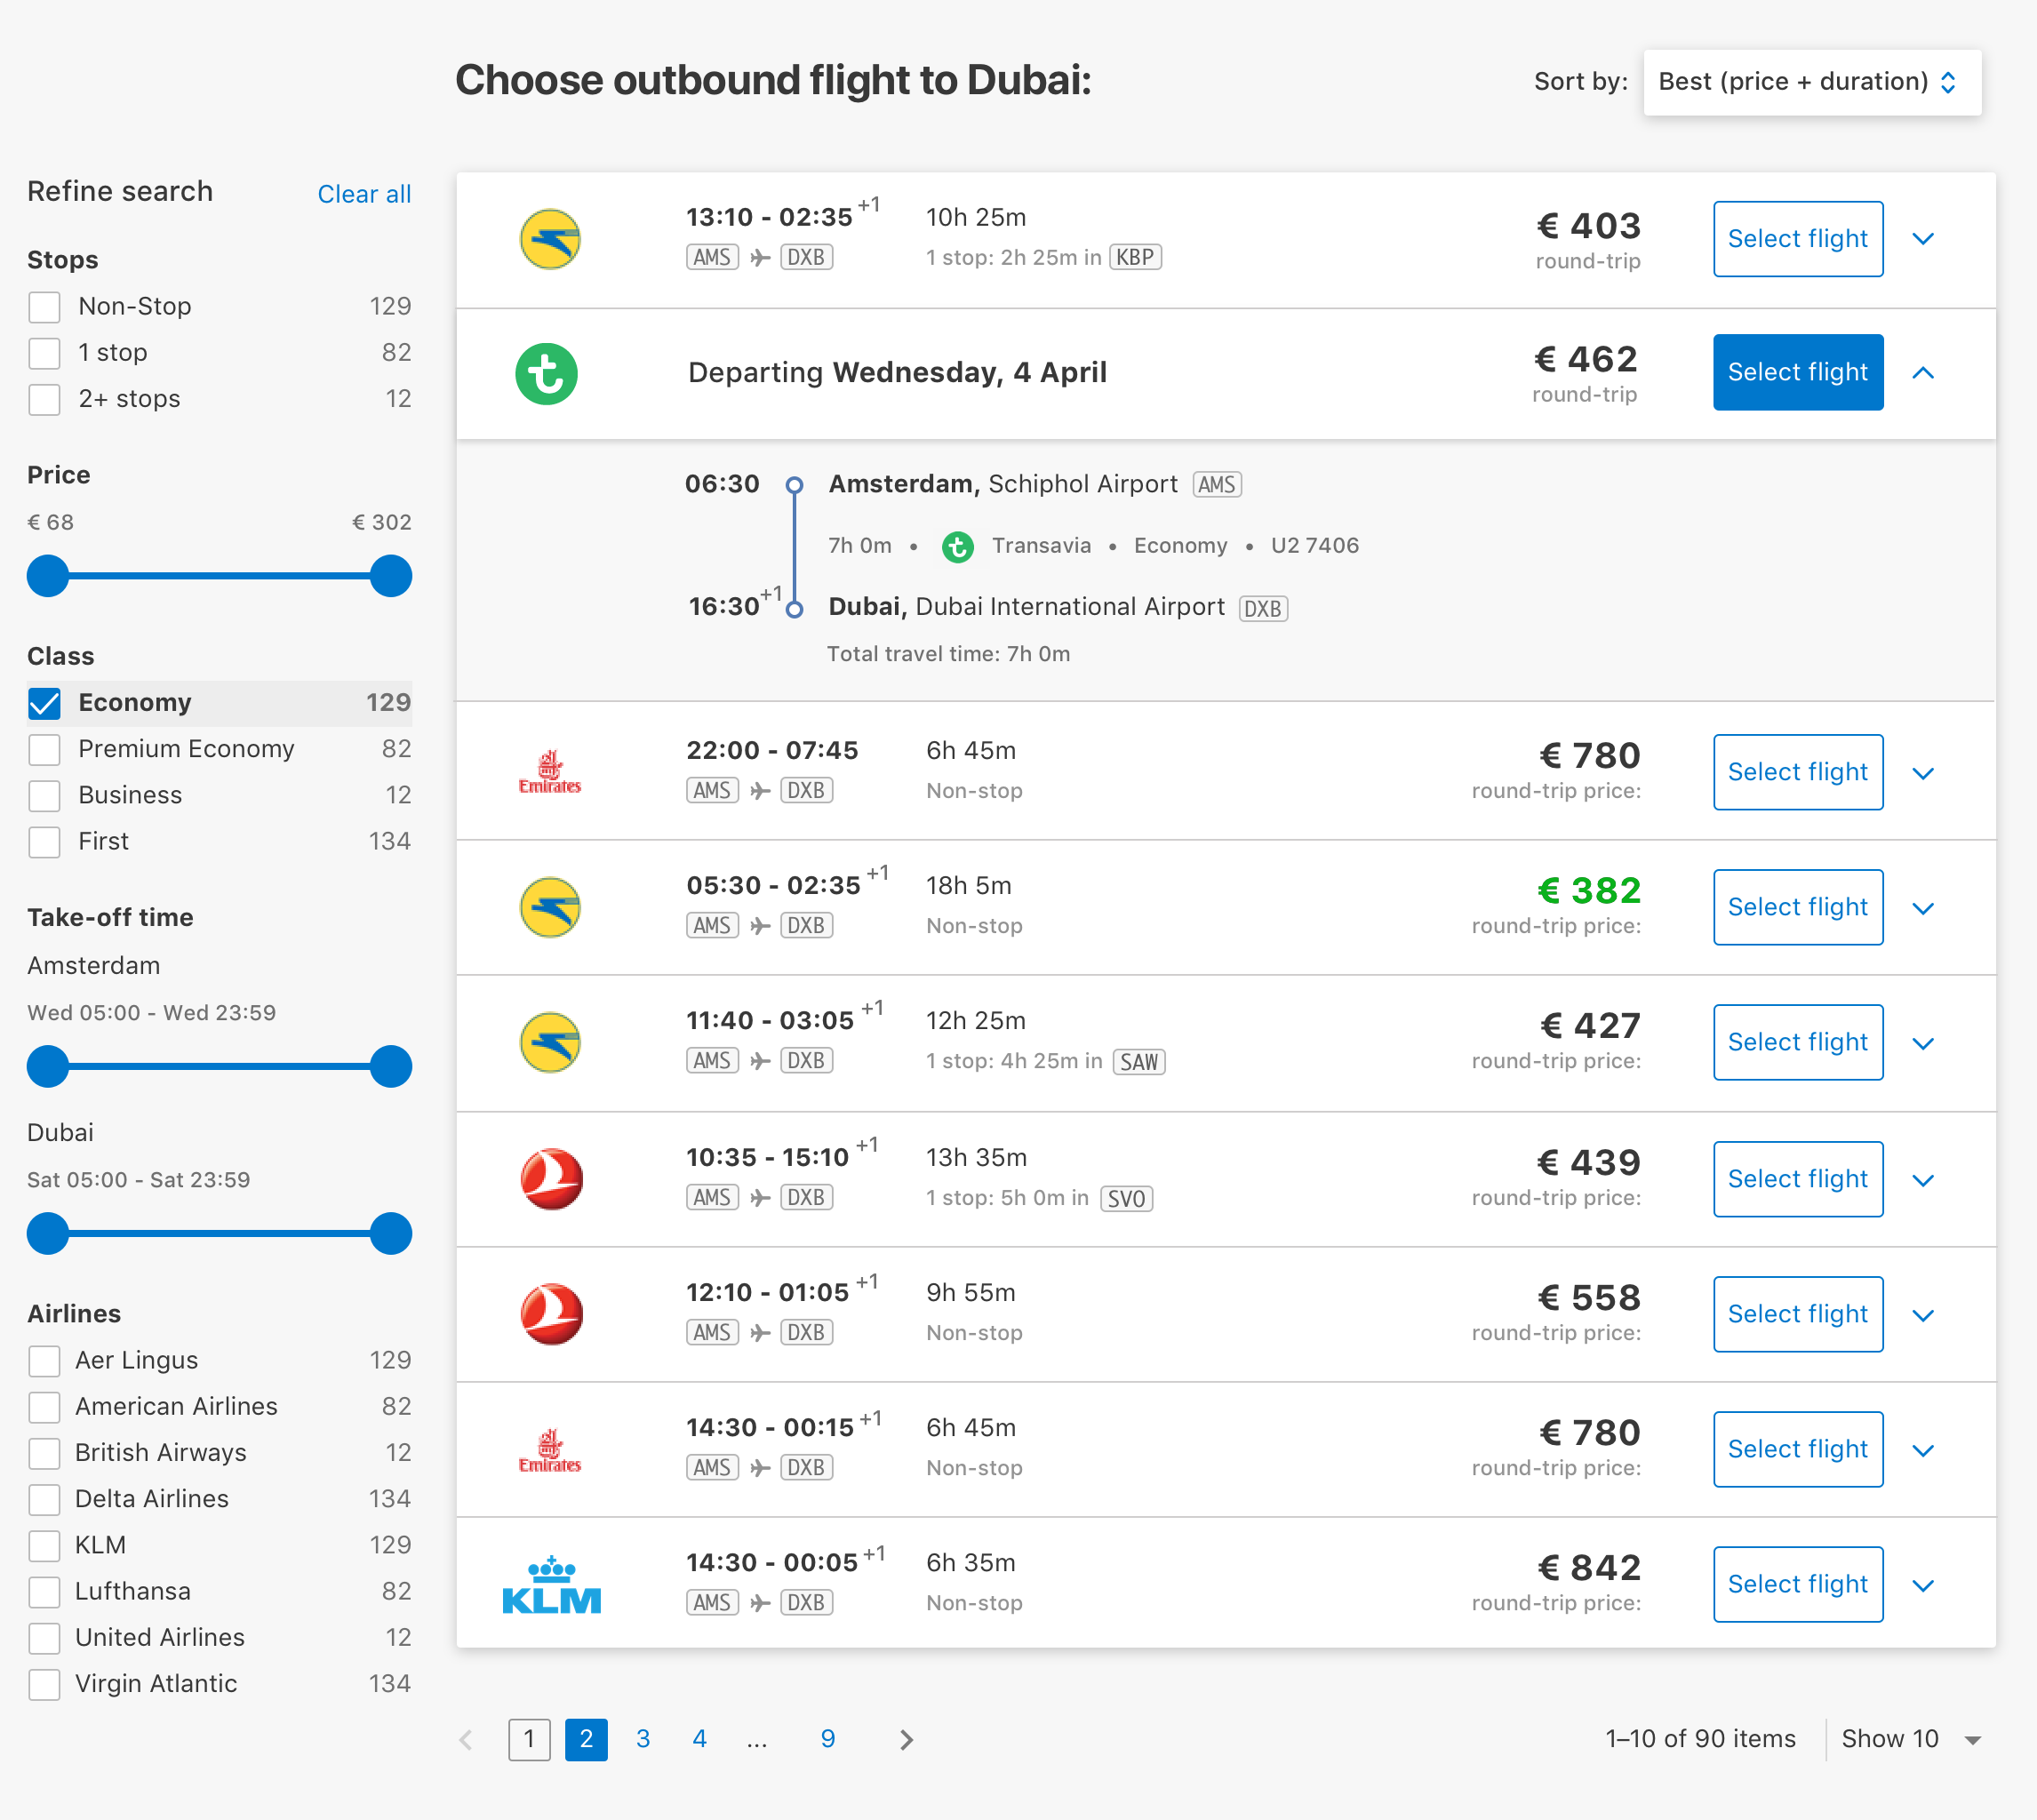 Choose outbound flight to Dubai:
Sort by: Best (price + duration)
Refine search Clear all
Stops
Non-Stop 129
1 stop 82
2+ stops 12
Price
€ 68 € 302
Class
Economy 129
Premium Economy 82
Business 12
First 134
Take-off time
Amsterdam
Wed 05:00 - Wed 23:59
Dubai
Sat 05:00 - Sat 23:59
Airlines
Aer Lingus 129
American Airlines 82
British Airways 12
Delta Airlines 134
KLM 129
Lufthansa 82
United Airlines 12
Virgin Atlantic 134
13:10 - 02:35 +1 10h 25m € 403 Select flight
AMS DXB 1 stop: 2h 25m in KBP round-trip
t Departing Wednesday, 4 April € 462 Select flight
round-trip
06:30 Amsterdam, Schiphol Airport AMS
7h 0m • t Transavia • Economy • U2 7406
16:30 +1 Dubai, Dubai International Airport DXB
Total travel time: 7h 0m
Emirates 22:00 - 07:45 6h 45m € 780 Select flight
AMS DXB Non-stop round-trip price:
05:30 - 02:35 +1 18h 5m € 382 Select flight
AMS DXB Non-stop round-trip price:
11:40 - 03:05 +1 12h 25m € 427 Select flight
AMS DXB 1 stop: 4h 25m in SAW round-trip price:
10:35 - 15:10 +1 13h 35m € 439 Select flight
AMS DXB 1 stop: 5h 0m in SVO round-trip price:
12:10 - 01:05 +1 9h 55m € 558 Select flight
AMS DXB Non-stop round-trip price:
Emirates 14:30 - 00:15 +1 6h 45m € 780 Select flight
AMS DXB Non-stop round-trip price:
KLM 14:30 - 00:05 +1 6h 35m € 842 Select flight
AMS DXB Non-stop round-trip price:
1 2 3 4 ... 9
1–10 of 90 items Show 10